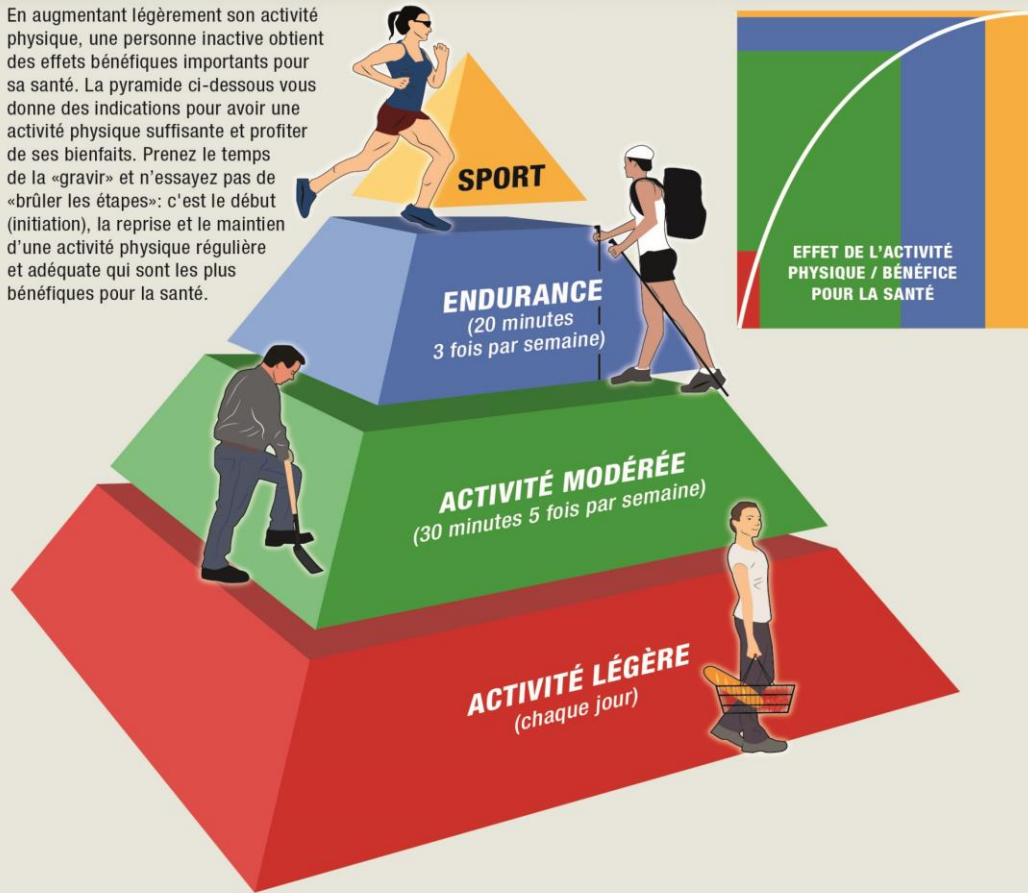 En augmentant légèrement son activité
physique, une personne inactive obtient
des effets bénéfiques importants pour
sa santé. La pyramide ci-dessous vous
donne des indications pour avoir une
activité physique suffisante et profiter
de ses bienfaits. Prenez le temps
de la «gravir» et n’essayez pas de
«brûler les étapes»: c'est le début
(initiation), la reprise et le maintien
d’une activité physique régulière
et adéquate qui sont les plus
bénéfiques pour la santé.
SPORT
EFFET DE L’ACTIVITÉ
PHYSIQUE / BÉNÉFICE
POUR LA SANTÉ
ENDURANCE
(20 minutes
3 fois par semaine)
ACTIVITÉ MODÉRÉE
(30 minutes 5 fois par semaine)
ACTIVITÉ LÉGÈRE
(chaque jour)